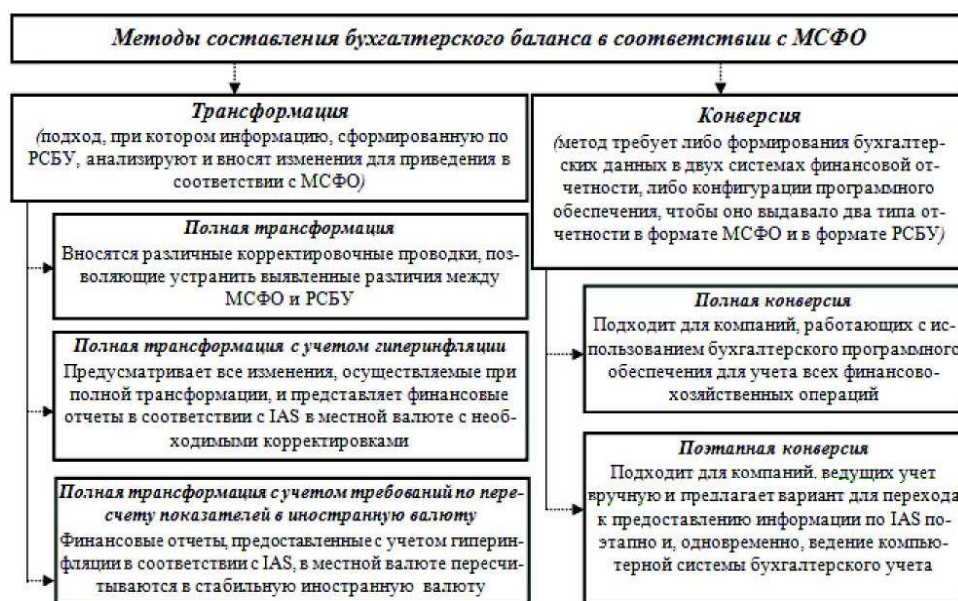 Методы составления бухгалтерского баланса в соответствии с МСФО
Трансформация
(подход, при котором информацию, сформированную по
РСБУ, анализируют и вносят изменения для приведения в
соответствии с МСФО)
Полная трансформация
Вносятся различные корректировочные проводки, поз-
воляющие устранить выявленные различия между
МСФО и РСБУ
Полная трансформация с учетом гиперинфляции
Предусматривает все изменения, осуществляемые при
полной трансформации, и представляет финансовые
отчеты в соответствии с IAS в местной валюте с необ-
ходимыми корректировками
Полная трансформация с учетом требований по пере-
счету показателей в иностранную валюту
Финансовые отчеты, предоставленные с учетом гиперин-
фляции в соответствии с IAS, в местной валюте пересчи-
тываются в стабильную иностранную валюту
Конверсия
(метод требует либо формирования бухгалтер-
ских данных в двух системах финансовой от-
четности, либо конфигурации программного
обеспечения, чтобы оно выдавало два типа от-
четности в формате МСФО и в формате РСБУ)
Полная конверсия
Подходит для компаний, работающих с ис-
пользованием бухгалтерского программного
обеспечения для учета всех финансово-
хозяйственных операций
Поэтапная конверсия
Подходит для компаний, ведущих учет
вручную и предлагает вариант для перехода
к предоставлению информации по IAS по-
этапно и, одновременно, ведение компью-
терной системы бухгалтерского учета